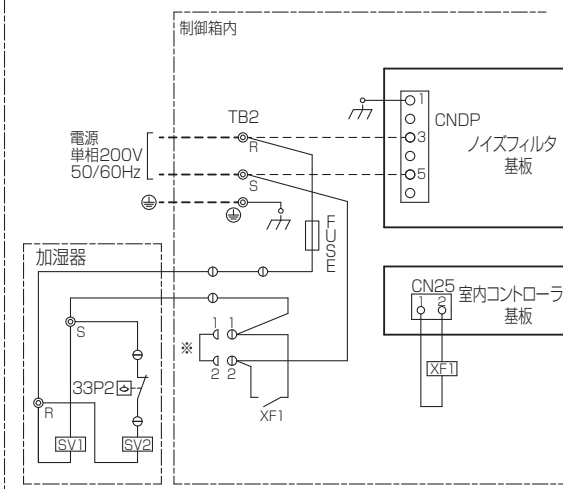 制御箱内
電源
単相200V
50/60Hz
TB2
R
S
FUSE
1
3
5
CNDP
ノイズフィルタ
基板
加湿器
S
33P2
R
SV1
SV2
※
1 1
2 2
XF1
CN25
1 2
室内コントローラ
基板
XF1